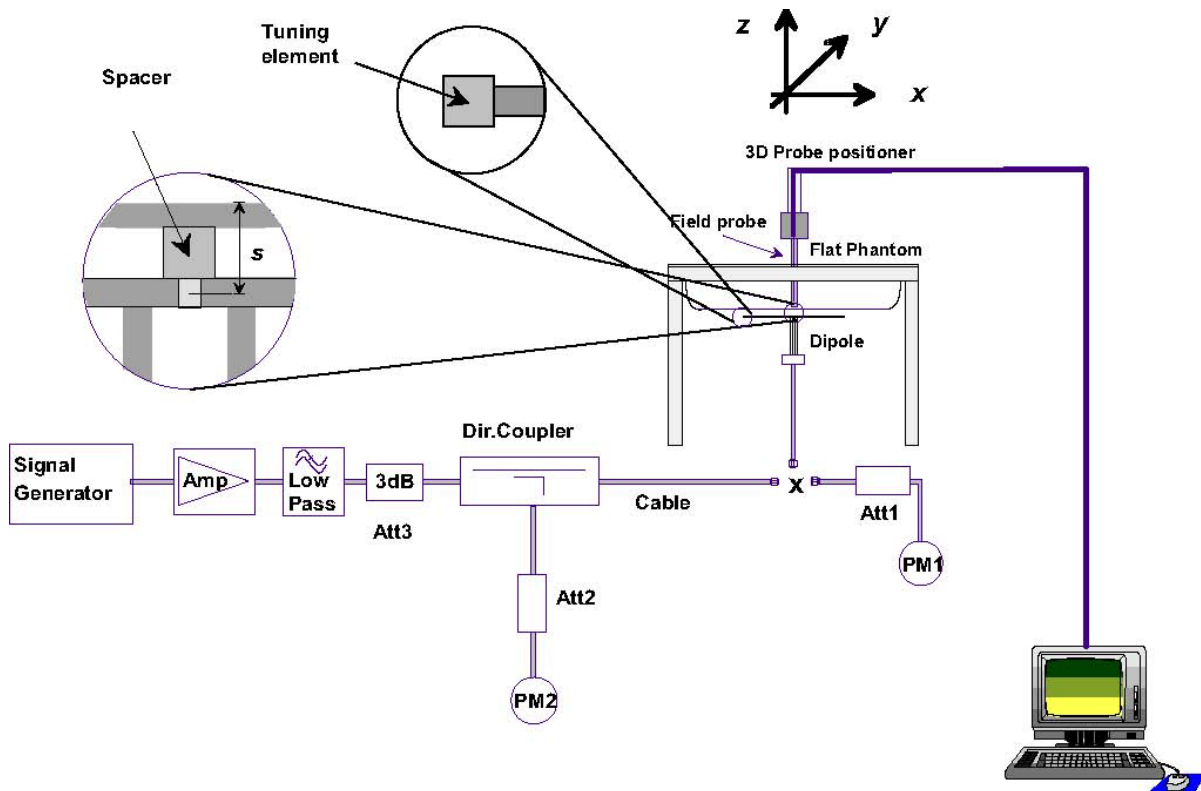 Tuning
element
Spacer
z
y
x
3D Probe positioner
Field probe
Flat Phantom
s
Dipole
Dir.Coupler
Signal
Generator
Amp
Low
Pass
3dB
Att3
Cable
x
Att1
PM1
Att2
PM2